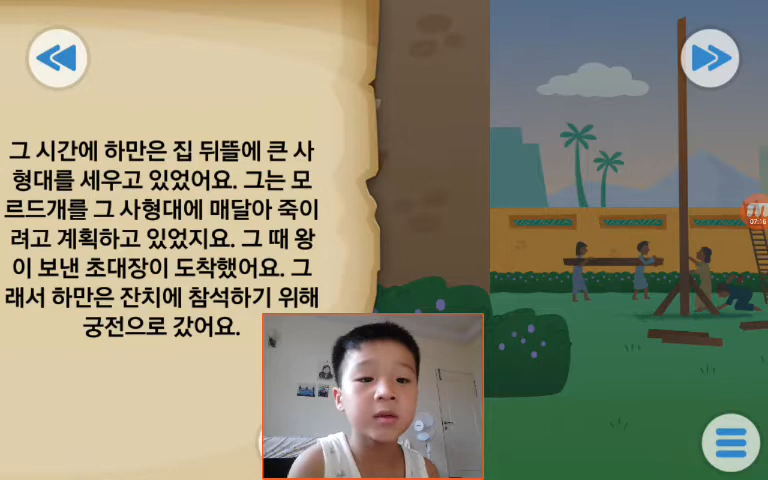 그 시간에 하만은 집 뒤뜰에 큰 사
형대를 세우고 있었어요. 그는 모
르드개를 그 사형대에 매달아 죽이
려고 계획하고 있었지요. 그 때 왕
이 보낸 초대장이 도착했어요. 그
래서 하만은 잔치에 참석하기 위해
궁전으로 갔어요.
07:16